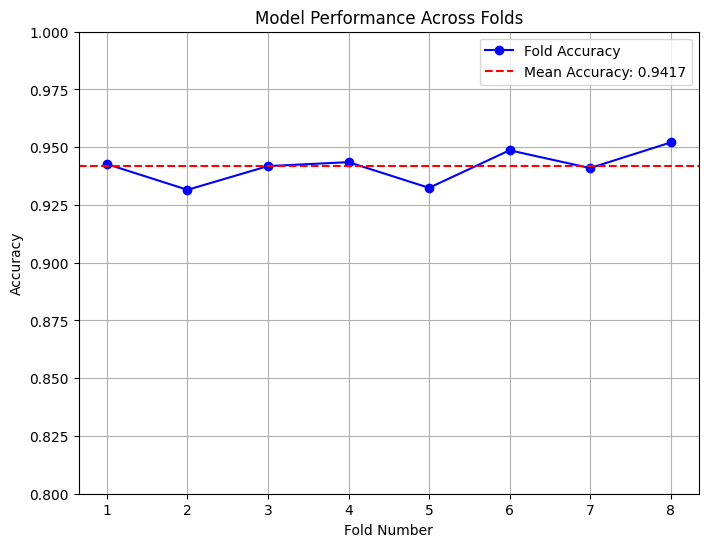 Model Performance Across Folds
Fold Accuracy
Mean Accuracy: 0.9417
Accuracy
1.000
0.975
0.950
0.925
0.900
0.875
0.850
0.825
0.800
1 2 3 4 5 6 7 8
Fold Number